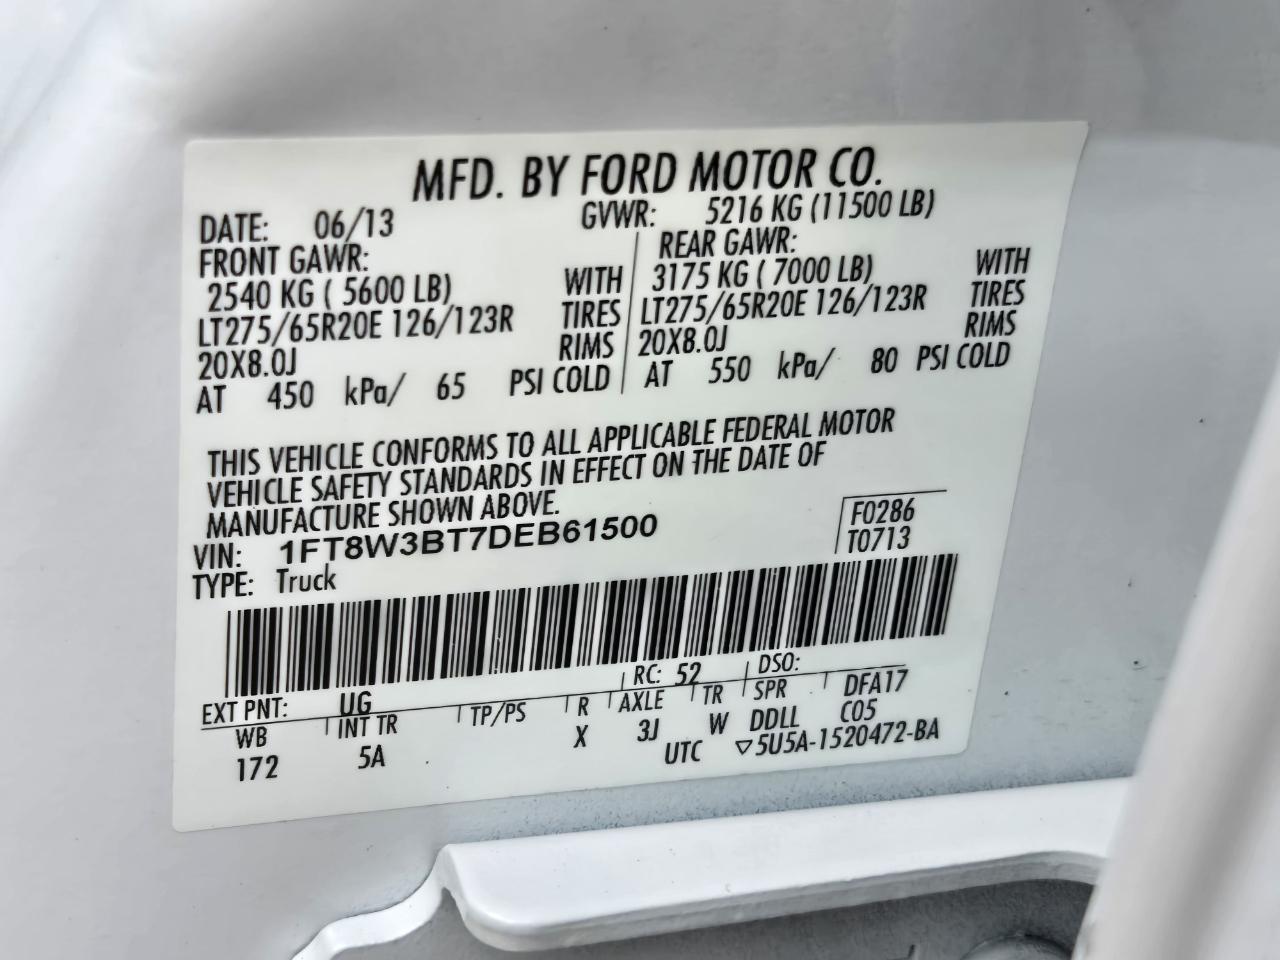 MFD. BY FORD MOTOR CO.
DATE: 06/13 GVWR: 5216 KG (11500 LB)
FRONT GAWR: REAR GAWR:
2540 KG ( 5600 LB) WITH 3175 KG ( 7000 LB) WITH
LT275/65R20E 126/123R TIRES LT275/65R20E 126/123R TIRES
20X8.0J RIMS 20X8.0J RIMS
AT 450 kPa/ 65 PSI COLD AT 550 kPa/ 80 PSI COLD
THIS VEHICLE CONFORMS TO ALL APPLICABLE FEDERAL MOTOR
VEHICLE SAFETY STANDARDS IN EFFECT ON THE DATE OF
MANUFACTURE SHOWN ABOVE.
F0286
VIN: 1FT8W3BT7DEB61500 T0713
TYPE: Truck
EXT PNT: UG RC: 52 DSO:
WB INT TR TP/PS R AXLE TR SPR DFA17
172 5A X 3J W DDLL C05
UTC ▽5U5A-1520472-BA